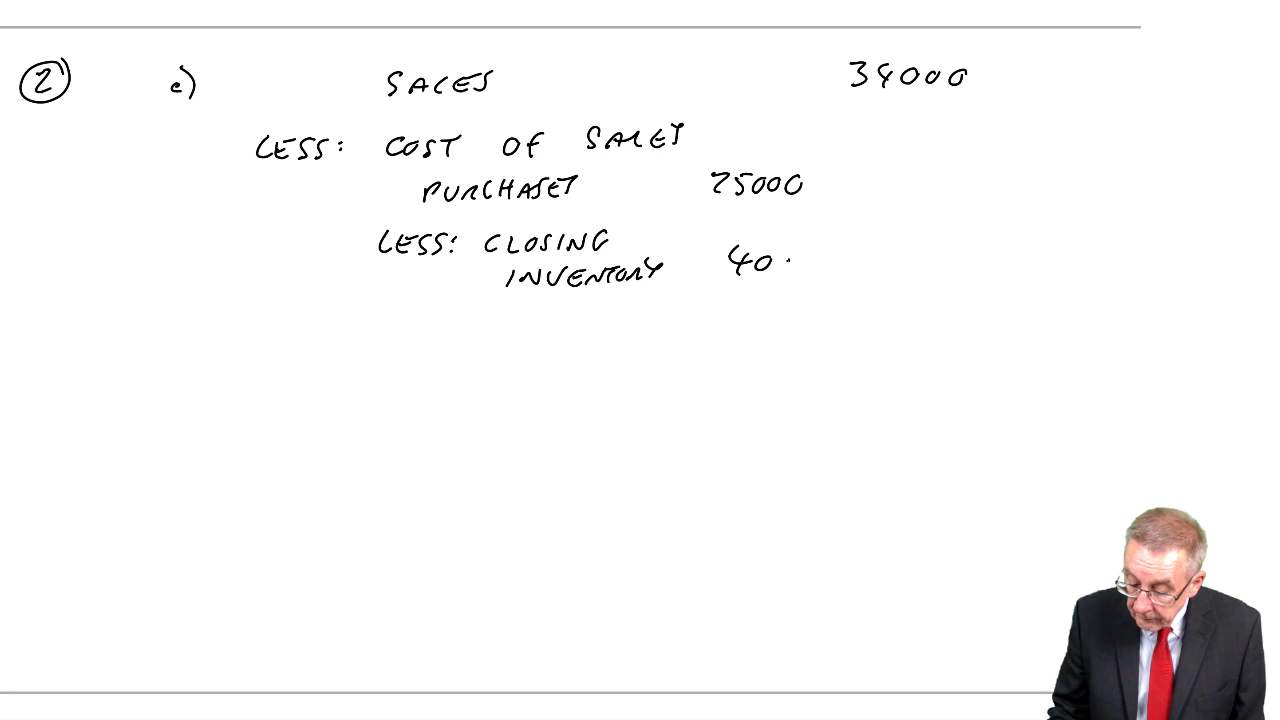 2 e) SALES 34000
LESS: COST OF SALES
PURCHASES 25000
LESS: CLOSING
INVENTORY 40